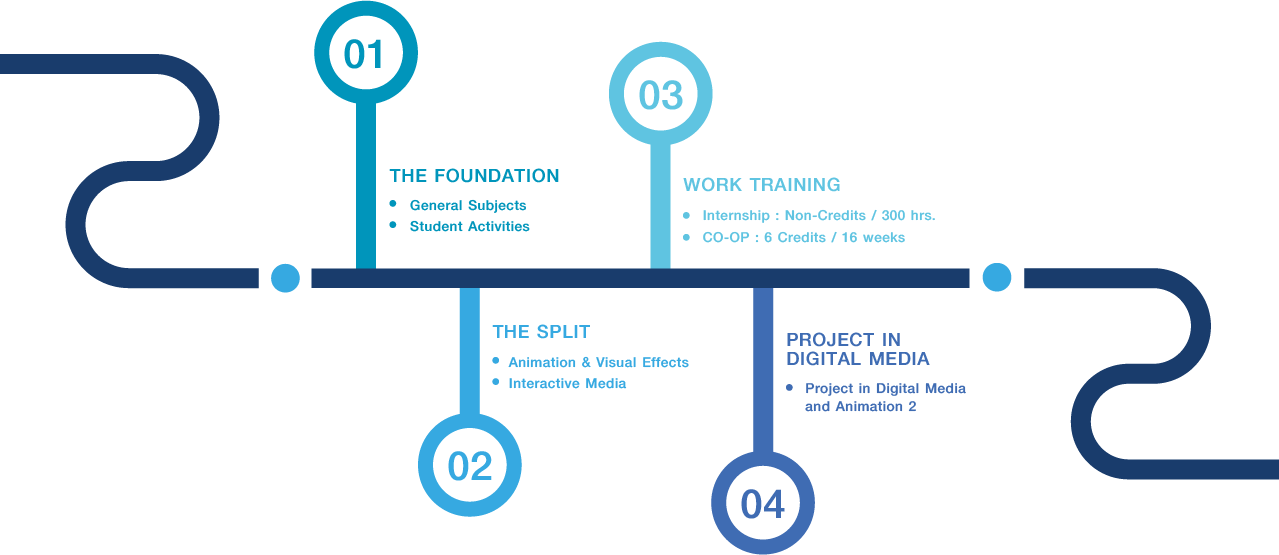 01
THE FOUNDATION
• General Subjects
• Student Activities
02
THE SPLIT
• Animation & Visual Effects
• Interactive Media
03
WORK TRAINING
• Internship : Non-Credits / 300 hrs.
• CO-OP : 6 Credits / 16 weeks
04
PROJECT IN
DIGITAL MEDIA
• Project in Digital Media
and Animation 2